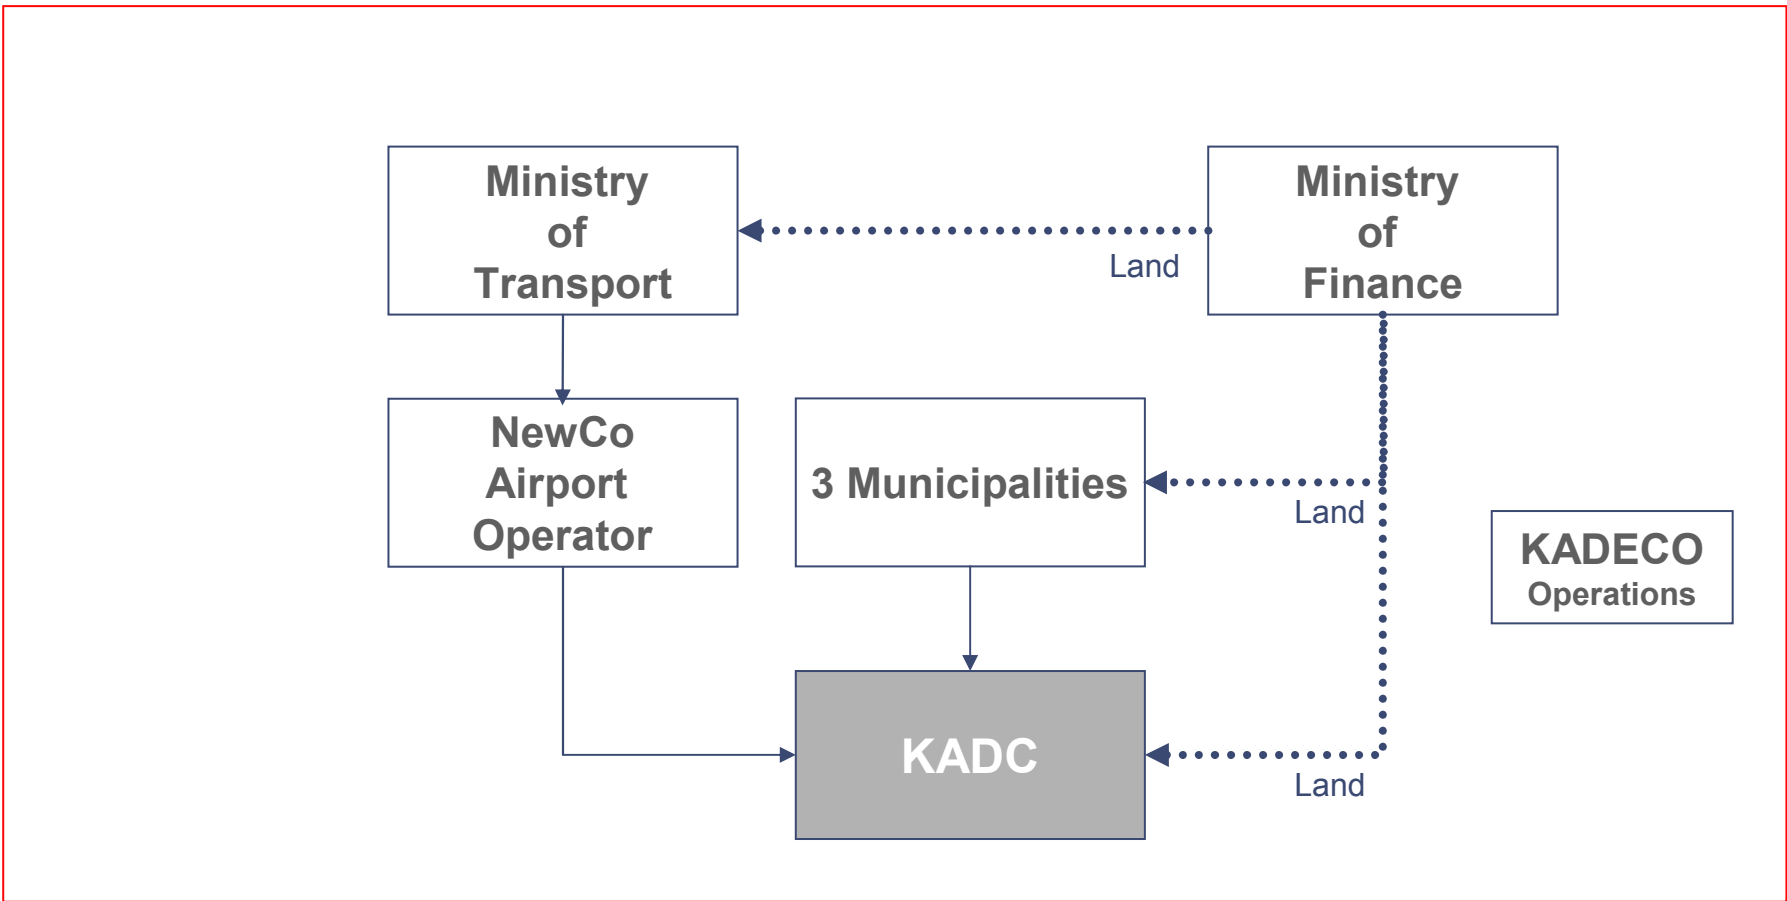 Ministry
of
Transport
Ministry
of
Finance
Land
NewCo
Airport
Operator
3 Municipalities
Land
KADECO
Operations
KADC
Land